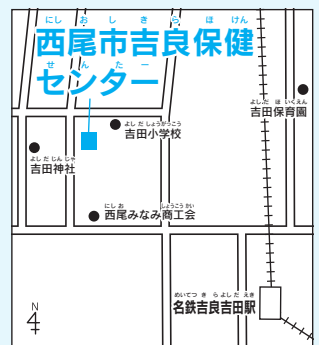 にしおしきらほけん
西尾市吉良保健
せんたー
センター
よしだしょうがっこう
吉田小学校
よしだほいくえん
吉田保育園
よしだじんじゃ
吉田神社
にしお しょうこうかい
西尾みなみ商工会
めいてつきらよしだえき
名鉄吉良吉田駅
N